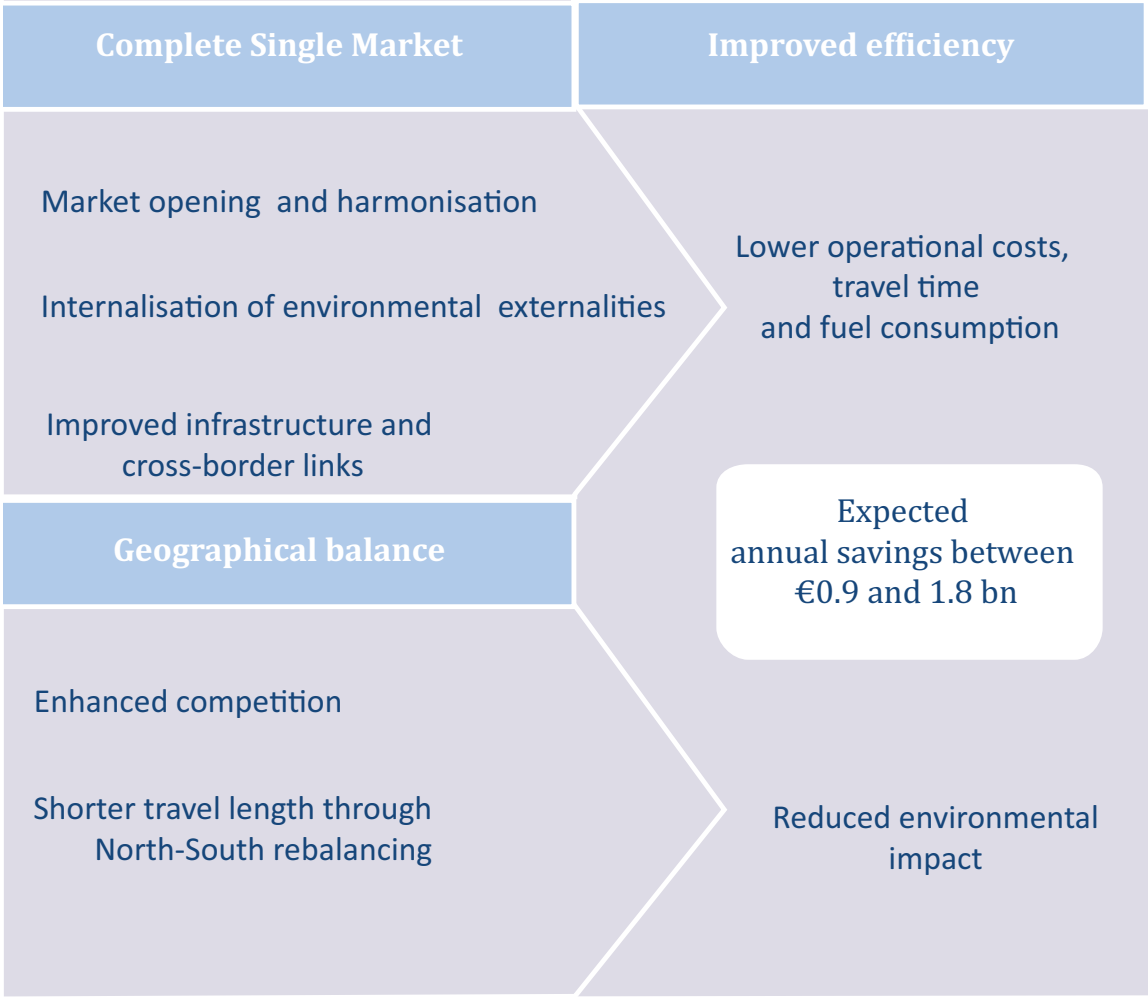 Complete Single Market
Improved efficiency
Market opening and harmonisation
Internalisation of environmental externalities
Improved infrastructure and
cross-border links
Lower operational costs,
travel time
and fuel consumption
Geographical balance
Expected
annual savings between
€0.9 and 1.8 bn
Enhanced competition
Shorter travel length through
North-South rebalancing
Reduced environmental
impact